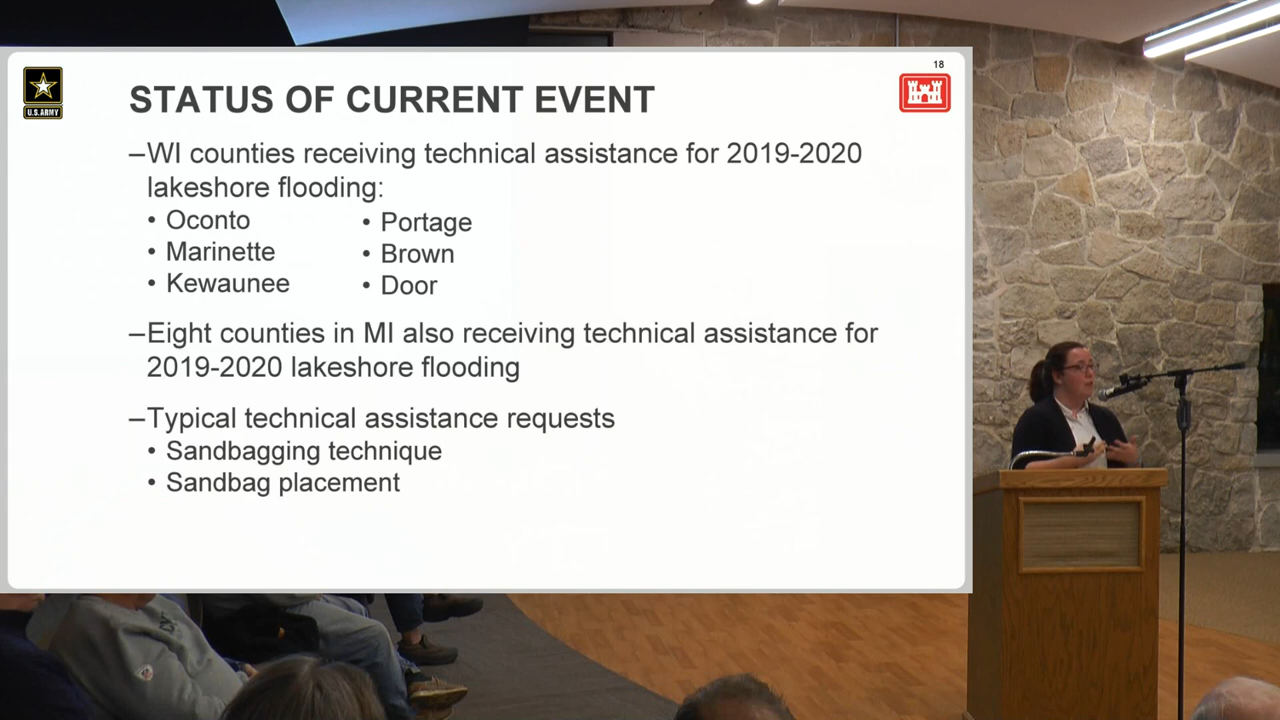 18
U.S.ARMY
STATUS OF CURRENT EVENT
–WI counties receiving technical assistance for 2019-2020
lakeshore flooding:
• Oconto
• Marinette
• Kewaunee
• Portage
• Brown
• Door
–Eight counties in MI also receiving technical assistance for
2019-2020 lakeshore flooding
–Typical technical assistance requests
• Sandbagging technique
• Sandbag placement